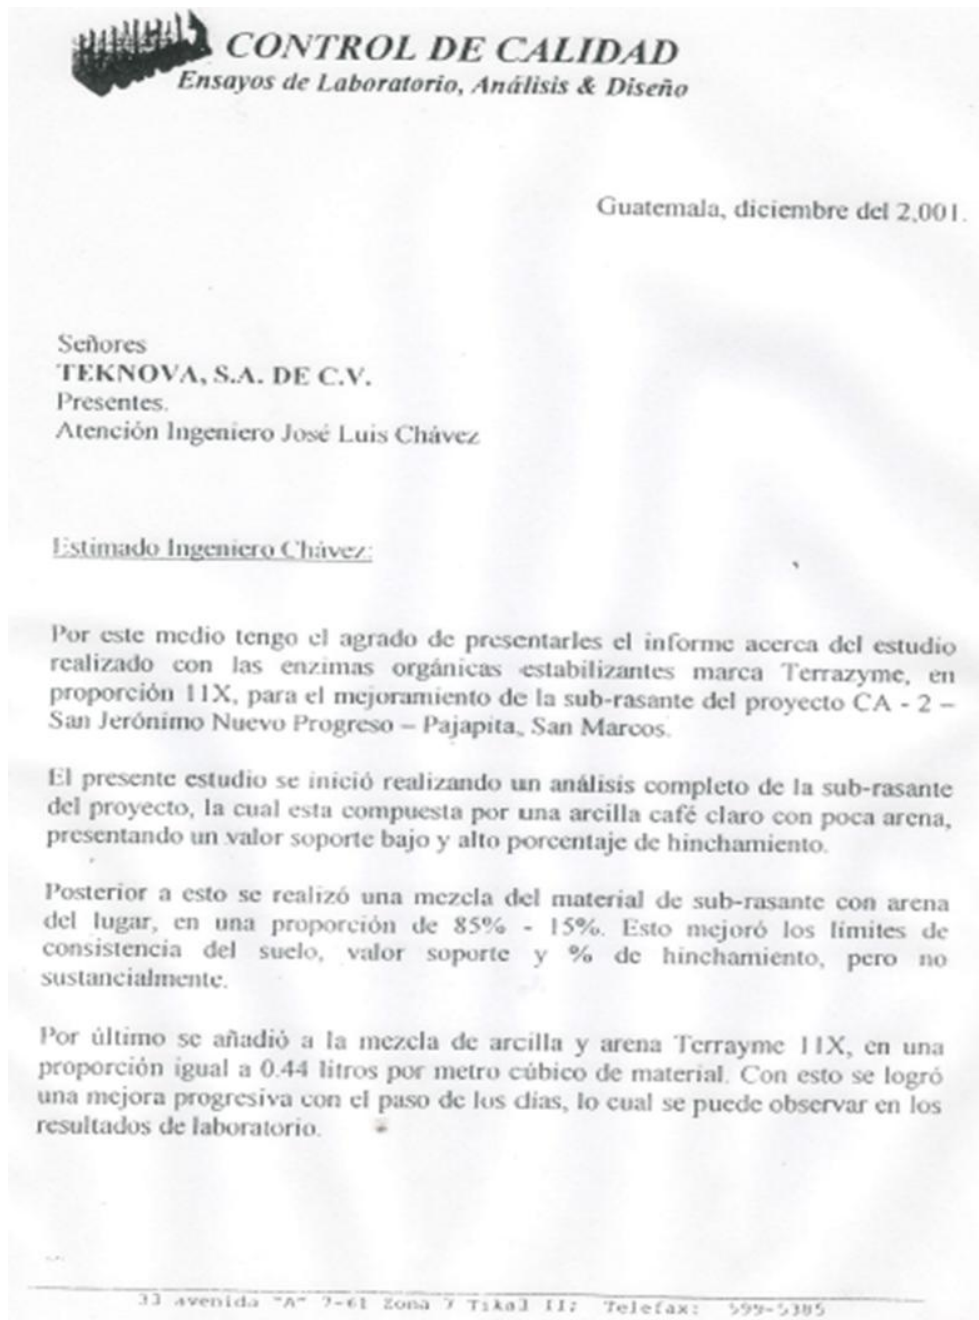 CONTROL DE CALIDAD
Ensayos de Laboratorio, Análisis & Diseño
Guatemala, diciembre del 2,001.
Señores
TEKNOVA, S.A. DE C.V.
Presentes.
Atención Ingeniero José Luis Chávez
Estimado Ingeniero Chávez:
Por este medio tengo el agrado de presentarles el informe acerca del estudio
realizado con las enzimas orgánicas estabilizantes marca Terrazyme, en
proporción 11X, para el mejoramiento de la sub-rasante del proyecto CA - 2 –
San Jerónimo Nuevo Progreso – Pajapita, San Marcos.
El presente estudio se inició realizando un análisis completo de la sub-rasante
del proyecto, la cual esta compuesta por una arcilla café claro con poca arena,
presentando un valor soporte bajo y alto porcentaje de hinchamiento.
Posterior a esto se realizó una mezcla del material de sub-rasante con arena
del lugar, en una proporción de 85% - 15%. Esto mejoró los límites de
consistencia del suelo, valor soporte y % de hinchamiento, pero no
sustancialmente.
Por último se añadió a la mezcla de arcilla y arena Terrayme 11X, en una
proporción igual a 0.44 litros por metro cúbico de material. Con esto se logró
una mejora progresiva con el paso de los días, lo cual se puede observar en los
resultados de laboratorio.
33 avenida "A" 7-61 Zona 7 Tikal II; Telefax: 599-5385